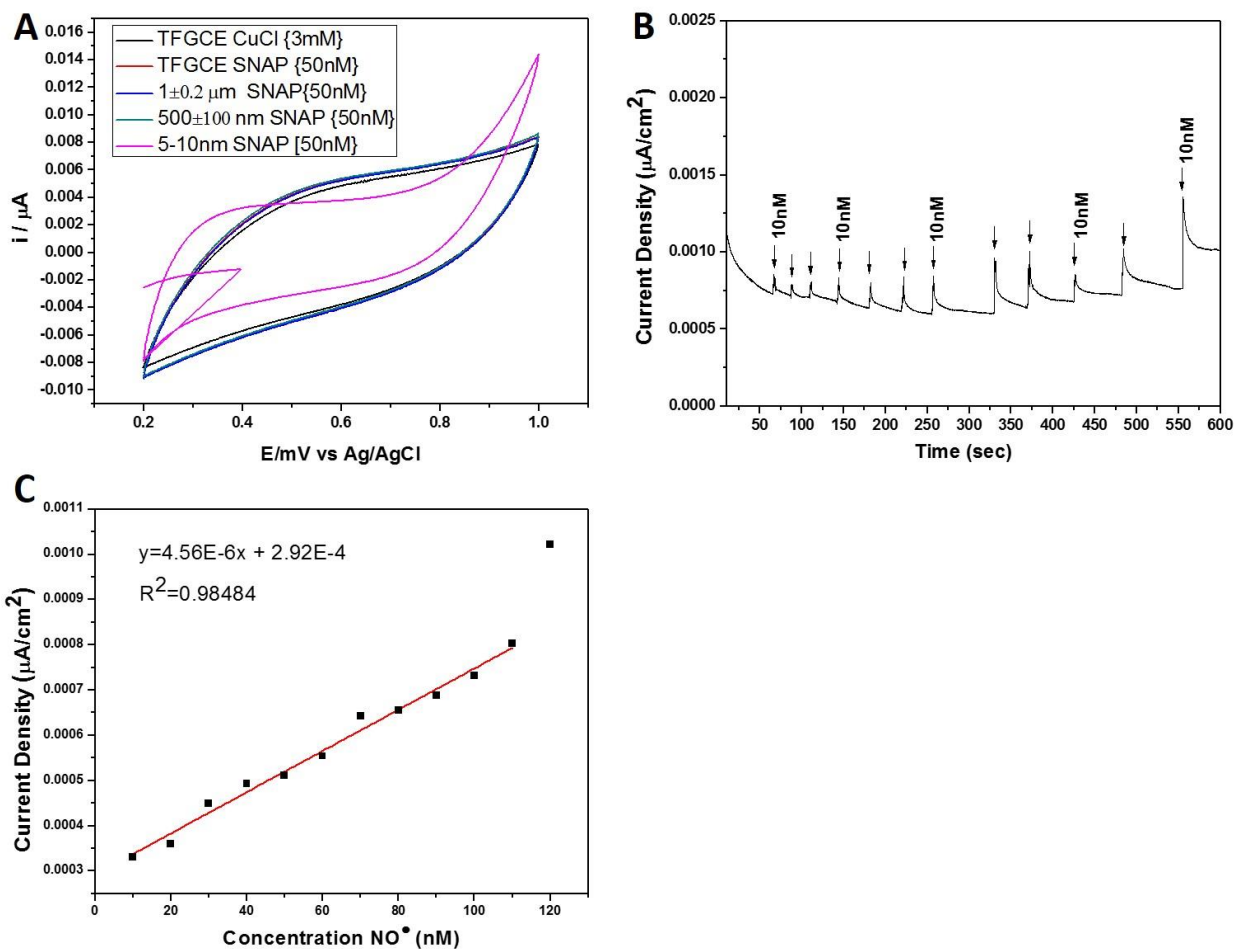 A
TFGCE CuCl {3mM}
TFGCE SNAP {50nM}
1±0.2 μm SNAP{50nM}
500±100 nm SNAP {50nM}
5-10nm SNAP [50nM}
0.016
0.014
0.012
0.010
0.008
0.006
0.004
0.002
0.000
-0.002
-0.004
-0.006
-0.008
-0.010
i / μA
0.2 0.4 0.6 0.8 1.0
E/mV vs Ag/AgCl
B
0.0025
0.0020
0.0015
0.0010
0.0005
0.0000
Current Density (μA/cm²)
10nM
10nM
10nM
10nM
10nM
50 100 150 200 250 300 350 400 450 500 550 600
Time (sec)
C
y=4.56E-6x + 2.92E-4
R²=0.98484
0.0011
0.0010
0.0009
0.0008
0.0007
0.0006
0.0005
0.0004
0.0003
Current Density (μA/cm²)
0 20 40 60 80 100 120
Concentration NO• (nM)